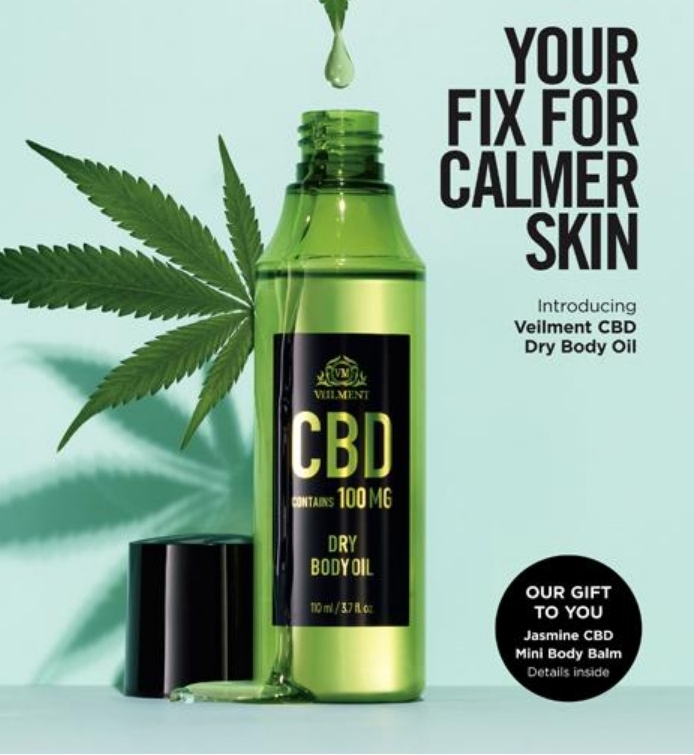 YOUR
FIX FOR
CALMER
SKIN
Introducing
Veilment CBD
Dry Body Oil
VM
VEILMENT
CBD
CONTAINS 100 MG
DRY
BODY OIL
110 ml / 3.7 fl. oz.
OUR GIFT
TO YOU
Jasmine CBD
Mini Body Balm
Details inside